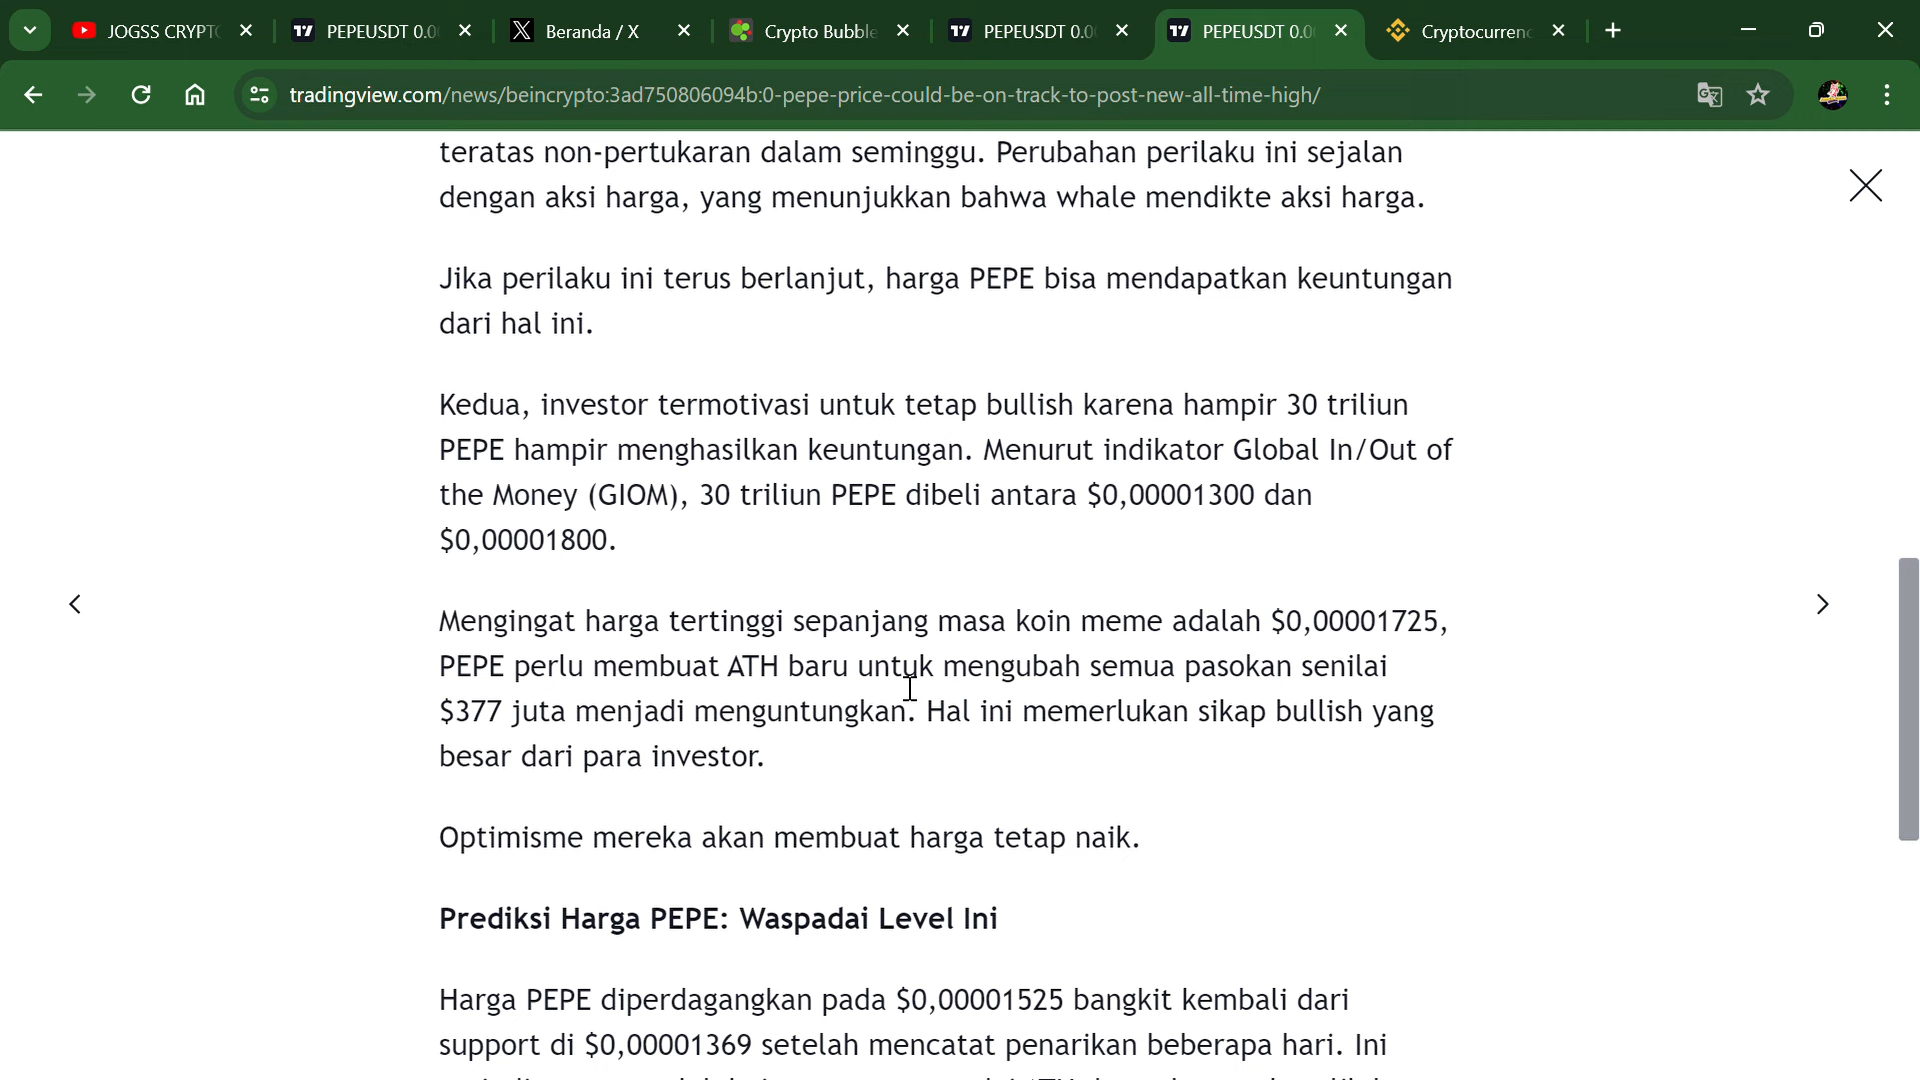 JOGSS CRYPTO
PEPEUSDT 0.0
Beranda / X
Crypto Bubble
PEPEUSDT 0.0
PEPEUSDT 0.0
Cryptocurrenc
tradingview.com/news/beincrypto:3ad750806094b:0-pepe-price-could-be-on-track-to-post-new-all-time-high/
teratas non-pertukaran dalam seminggu. Perubahan perilaku ini sejalan
dengan aksi harga, yang menunjukkan bahwa whale mendikte aksi harga.
Jika perilaku ini terus berlanjut, harga PEPE bisa mendapatkan keuntungan
dari hal ini.
Kedua, investor termotivasi untuk tetap bullish karena hampir 30 triliun
PEPE hampir menghasilkan keuntungan. Menurut indikator Global In/Out of
the Money (GIOM), 30 triliun PEPE dibeli antara $0,00001300 dan
$0,00001800.
Mengingat harga tertinggi sepanjang masa koin meme adalah $0,00001725,
PEPE perlu membuat ATH baru untuk mengubah semua pasokan senilai
$377 juta menjadi menguntungkan. Hal ini memerlukan sikap bullish yang
besar dari para investor.
Optimisme mereka akan membuat harga tetap naik.
Prediksi Harga PEPE: Waspadai Level Ini
Harga PEPE diperdagangkan pada $0,00001525 bangkit kembali dari
support di $0,00001369 setelah mencatat penarikan beberapa hari. Ini